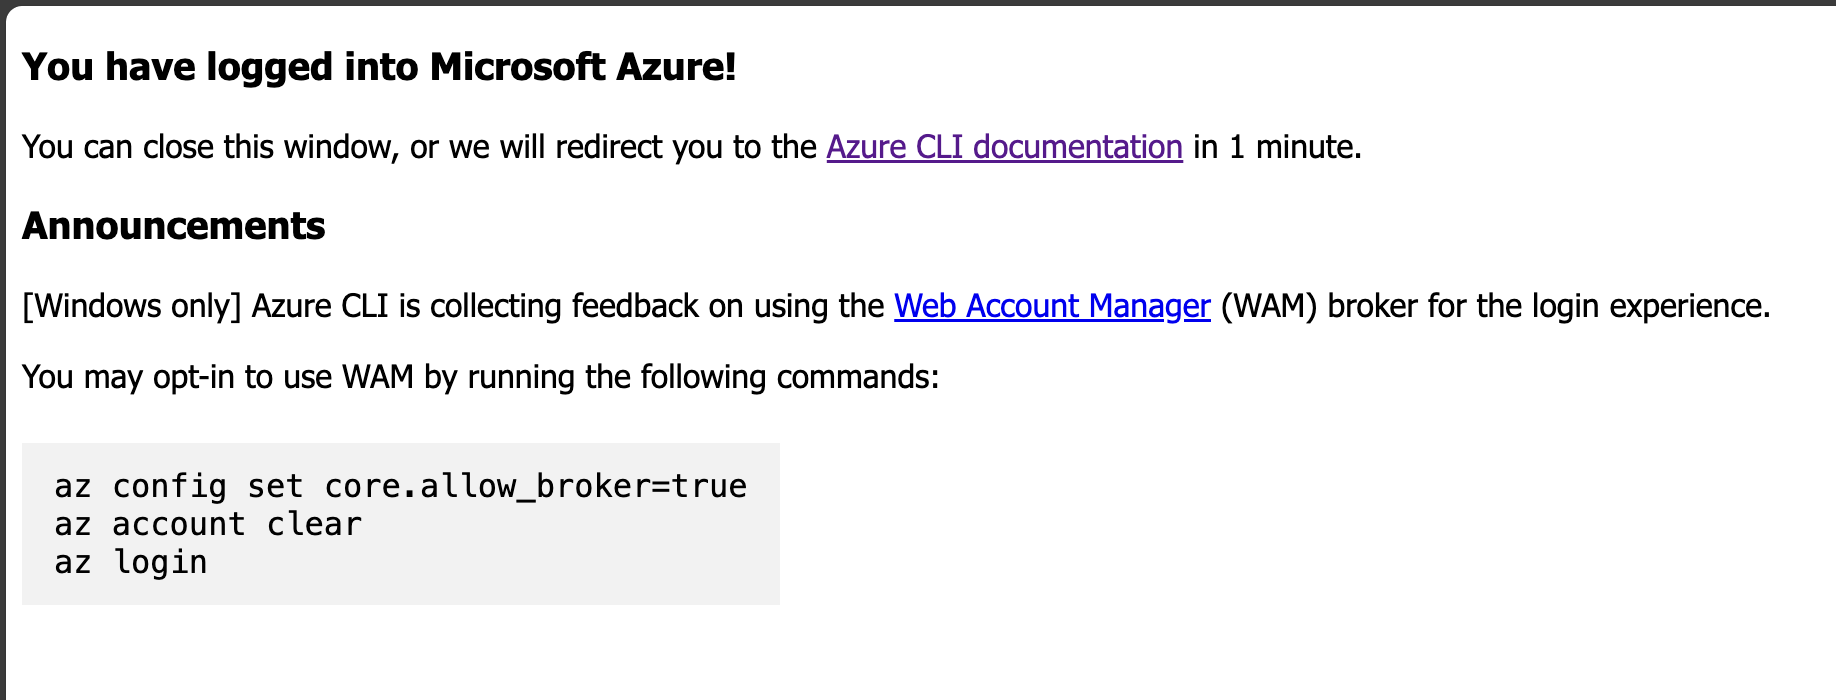 You have logged into Microsoft Azure!
You can close this window, or we will redirect you to the Azure CLI documentation in 1 minute.
Announcements
[Windows only] Azure CLI is collecting feedback on using the Web Account Manager (WAM) broker for the login experience.
You may opt-in to use WAM by running the following commands:
az config set core.allow_broker=true
az account clear
az login